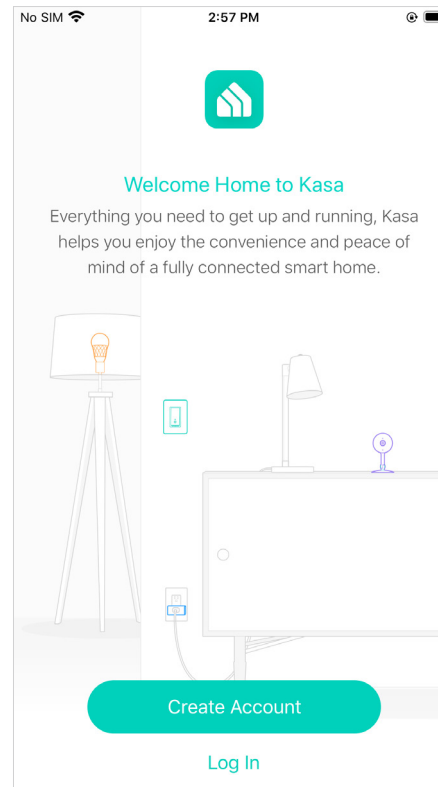 No SIM 2:57 PM
Welcome Home to Kasa
Everything you need to get up and running, Kasa
helps you enjoy the convenience and peace of
mind of a fully connected smart home.
Create Account
Log In